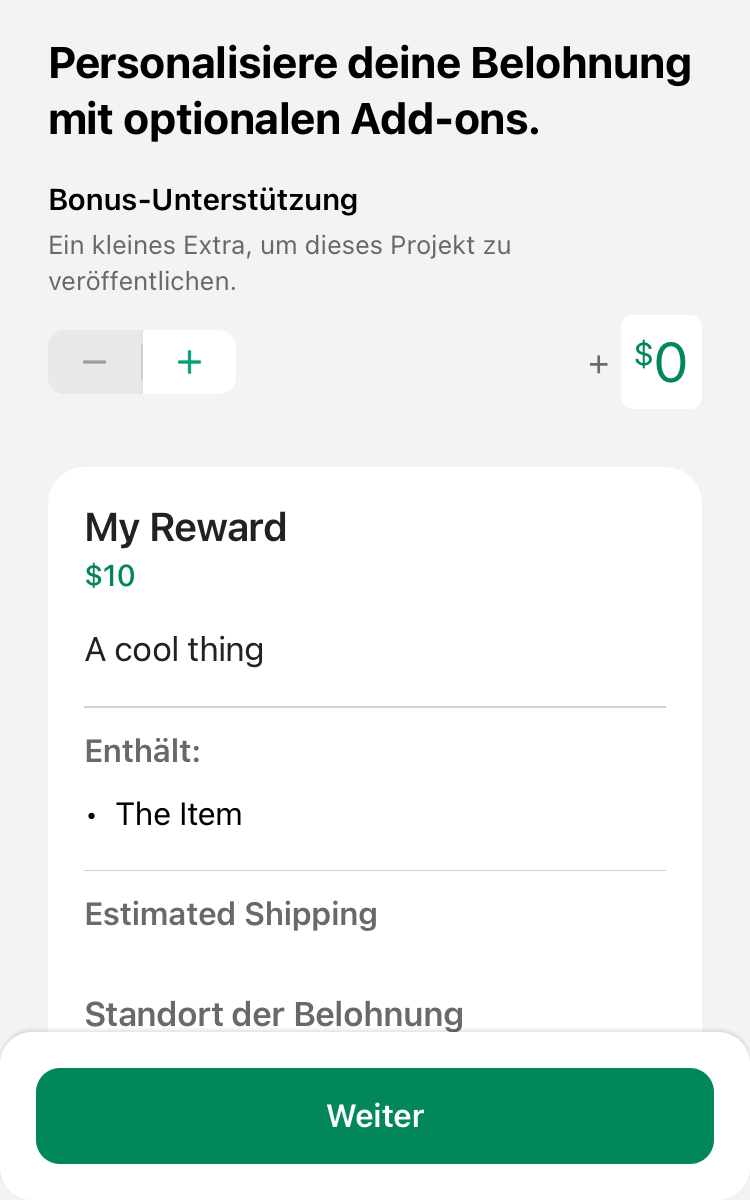 Personalisiere deine Belohnung
mit optionalen Add-ons.
Bonus-Unterstützung
Ein kleines Extra, um dieses Projekt zu
veröffentlichen.
− +
+ $0
My Reward
$10
A cool thing
Enthält:
• The Item
Estimated Shipping
Standort der Belohnung
Weiter